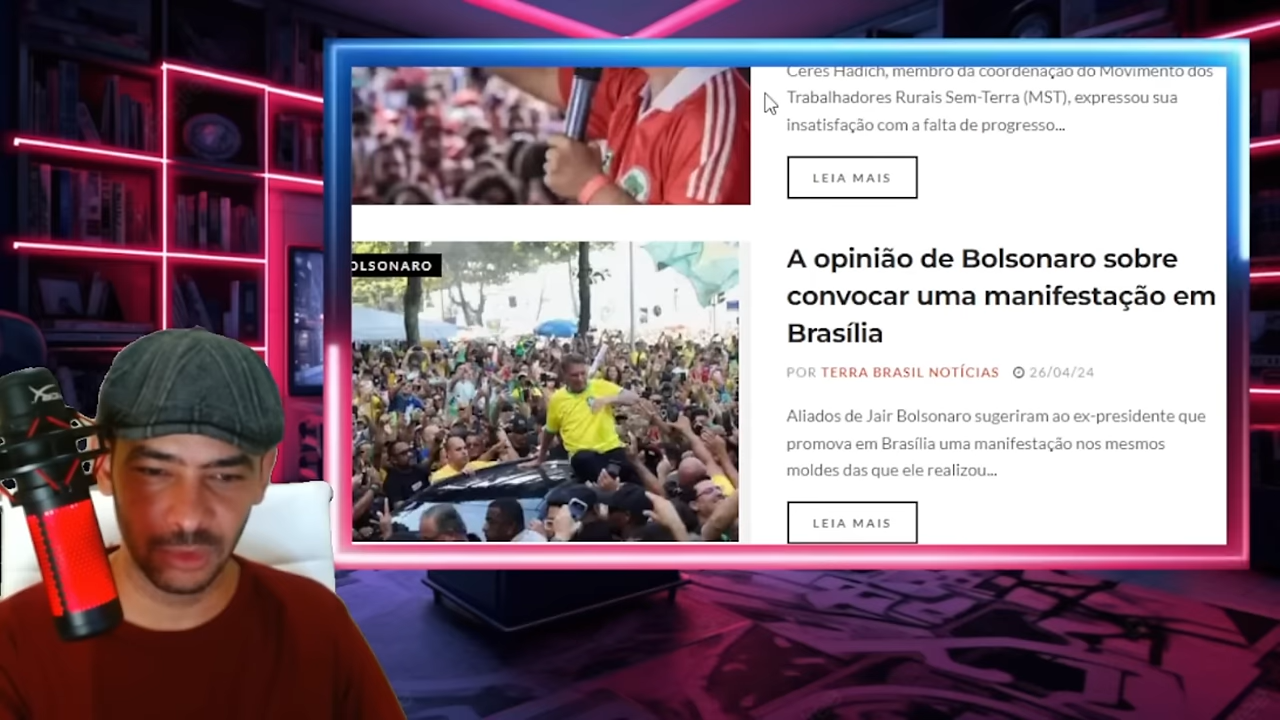 Ceres Hadich, membro da coordenação do Movimento dos
Trabalhadores Rurais Sem-Terra (MST), expressou sua
insatisfação com a falta de progresso...
LEIA MAIS
OLSONARO
A opinião de Bolsonaro sobre
convocar uma manifestação em
Brasília
POR TERRA BRASIL NOTÍCIAS 26/04/24
Aliados de Jair Bolsonaro sugeriram ao ex-presidente que
promova em Brasília uma manifestação nos mesmos
moldes das que ele realizou...
LEIA MAIS